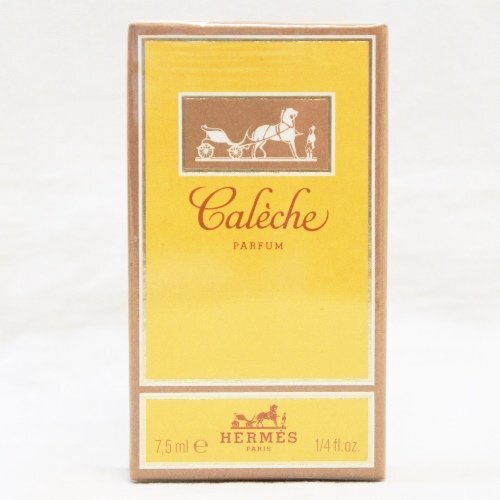 Calèche
PARFUM
7,5 ml ℮
HERMÈS
PARIS
1/4 fl.oz.